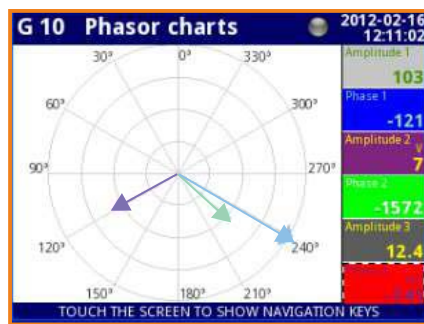 G 10 Phasor charts
2012-02-16
12:11:02
30° 0° 330°
60° 300°
90° 270°
120° 240°
150° 180° 210°
Amplitude 1
103
Phase 1
-121
Amplitude 2
V
7
Phase 2
-1572
Amplitude 3
12.4
TOUCH THE SCREEN TO SHOW NAVIGATION KEYS